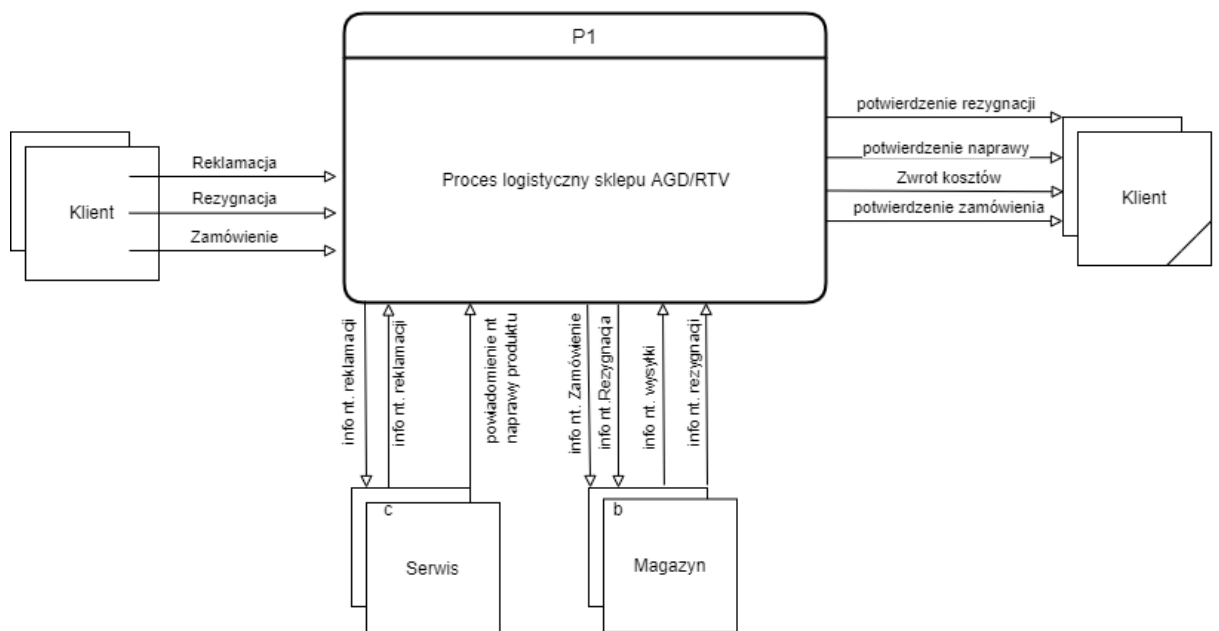 P1
Proces logistyczny sklepu AGD/RTV
Klient
Reklamacja
Rezygnacja
Zamówienie
potwierdzenie rezygnacji
potwierdzenie naprawy
Zwrot kosztów
potwierdzenie zamówienia
Klient
info nt. reklamacji
info nt. reklamacji
powiadomienie nt
naprawy produktu
info nt. Zamówienie
info nt.Rezygnacja
info nt. wysyłki
info nt. rezygnacji
c
Serwis
b
Magazyn